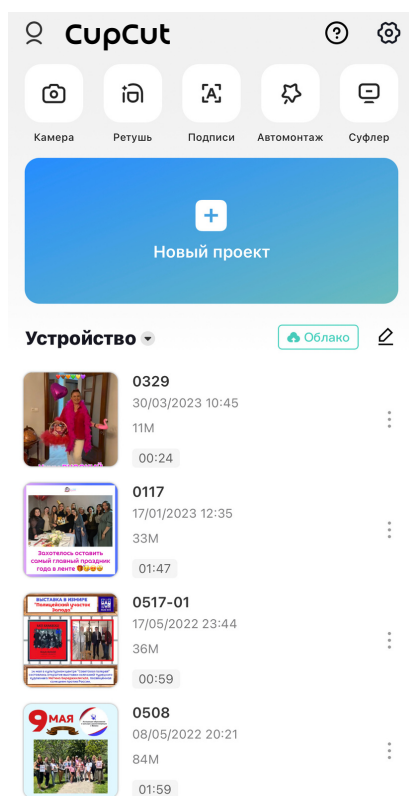 CupCut
Камера
Ретушь
Подписи
Автомонтаж
Суфлер
Новый проект
Устройство
Облако
0329
30/03/2023 10:45
11M
00:24
0117
17/01/2023 12:35
33M
01:47
Захотелось оставить
самый главный праздник
года в ленте
0517-01
17/05/2022 23:44
36M
00:59
ВЫСТАВКА В ИЗМИРЕ
"Полицейский участок
0508
08/05/2022 20:21
84M
01:59
9 МАЯ